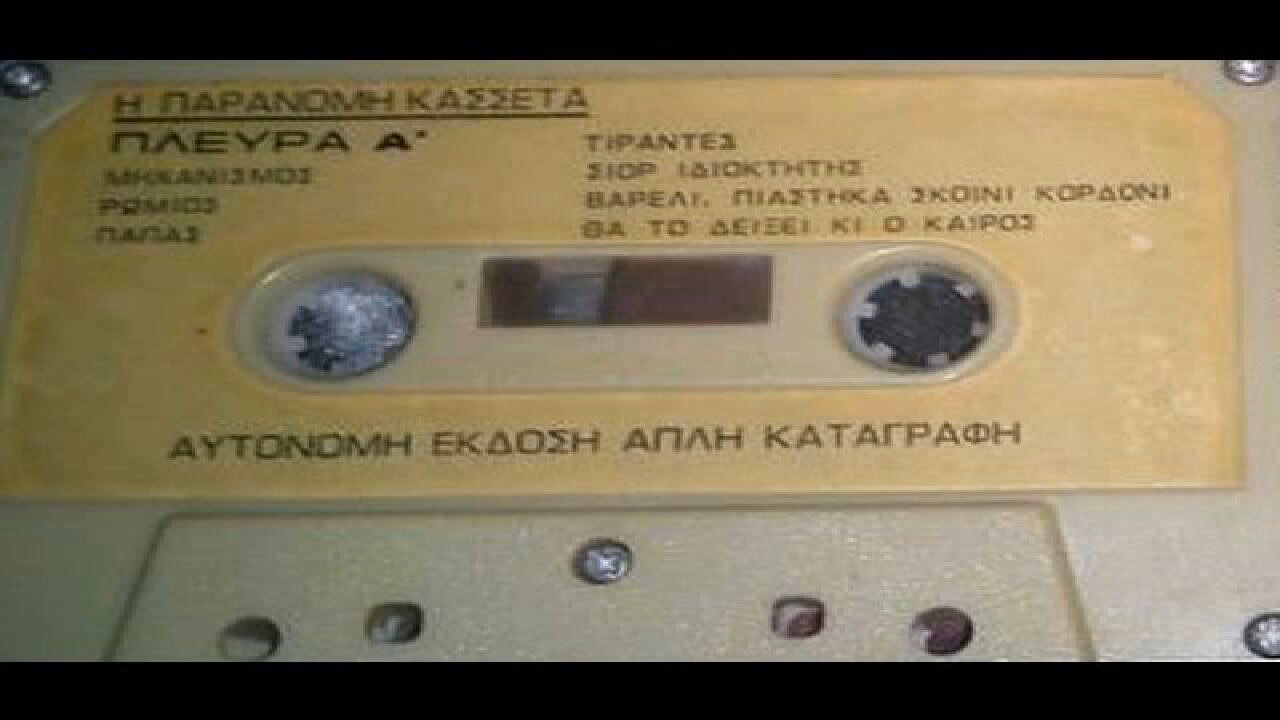 Η ΠΑΡΑΝΟΜΗ ΚΑΣΣΕΤΑ
ΠΛΕΥΡΑ Α'
ΜΗΧΑΝΙΣΜΟΣ
ΡΩΜΙΟΣ
ΠΑΠΑΣ
ΤΙΡΑΝΤΕΣ
ΣΙΟΡ ΙΔΙΟΚΤΗΤΗΣ
ΒΑΡΕΛΙ, ΠΙΑΣΤΗΚΑ ΣΚΟΙΝΙ ΚΟΡΔΟΝΙ
ΘΑ ΤΟ ΔΕΙΞΕΙ ΚΙ Ο ΚΑΙΡΟΣ
ΑΥΤΟΝΟΜΗ ΕΚΔΟΣΗ ΑΠΛΗ ΚΑΤΑΓΡΑΦΗ